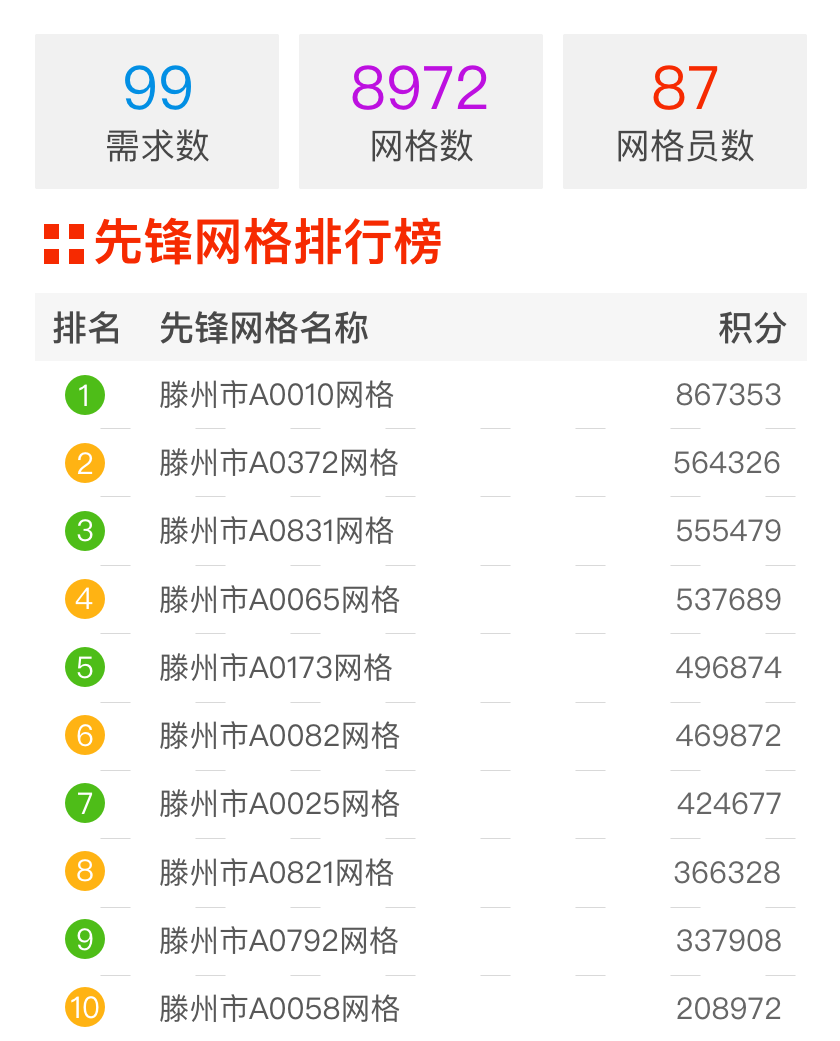 99 8972 87
需求数 网格数 网格员数
先锋网格排行榜
排名 先锋网格名称 积分
1 滕州市A0010网格 867353
2 滕州市A0372网格 564326
3 滕州市A0831网格 555479
4 滕州市A0065网格 537689
5 滕州市A0173网格 496874
6 滕州市A0082网格 469872
7 滕州市A0025网格 424677
8 滕州市A0821网格 366328
9 滕州市A0792网格 337908
10 滕州市A0058网格 208972